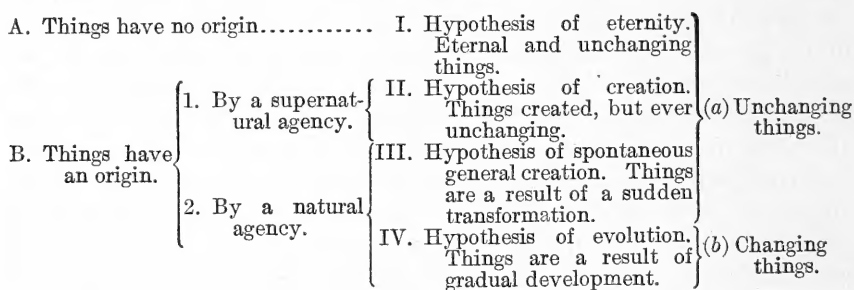 A. Things have no origin............ I. Hypothesis of eternity.
Eternal and unchanging
things.
B. Things have
an origin.
1. By a supernat-
ural agency.
II. Hypothesis of creation.
Things created, but ever
unchanging.
2. By a natural
agency.
III. Hypothesis of spontaneous
general creation. Things
are a result of a sudden
transformation.
IV. Hypothesis of evolution.
Things are a result of
gradual development.
(a) Unchanging
things.
(b) Changing
things.